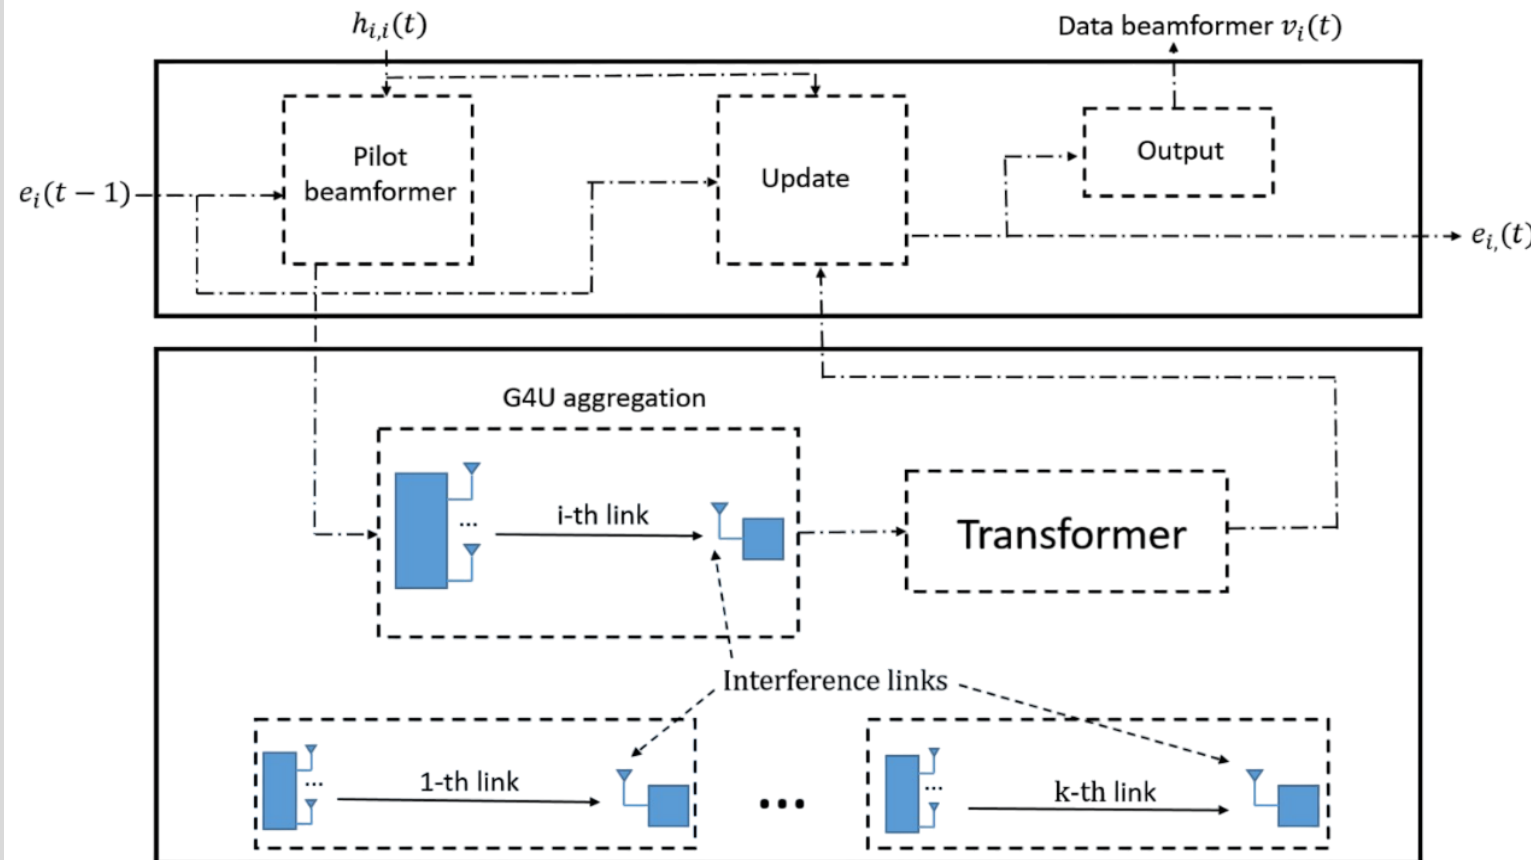 h_{i,i}(t)
Data beamformer v_i(t)
Pilot
beamformer
Update
Output
e_i(t − 1)
e_{i,}(t)
G4U aggregation
i-th link
...
Transformer
Interference links
1-th link
...
...
k-th link
...